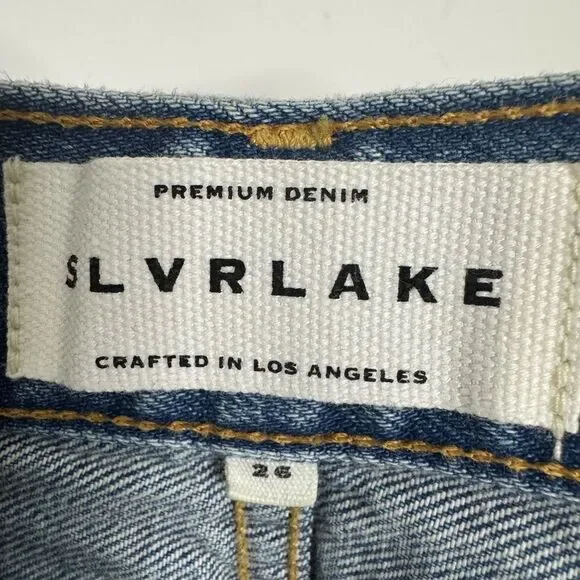 PREMIUM DENIM
SLVRLAKE
CRAFTED IN LOS ANGELES
26